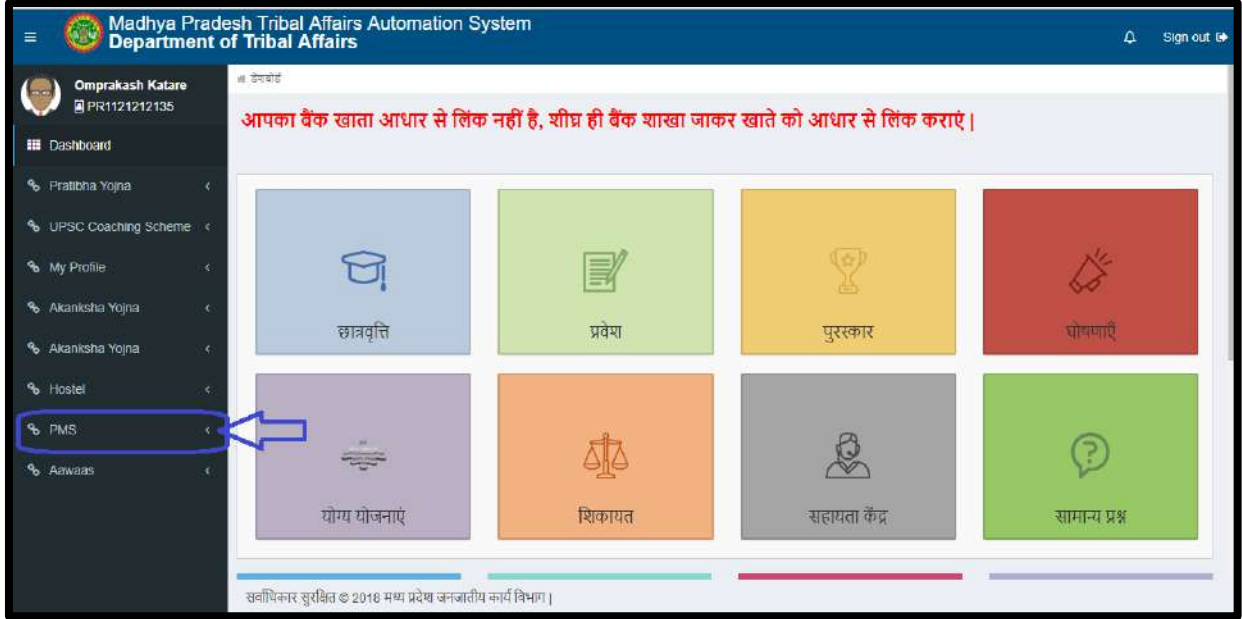 Madhya Pradesh Tribal Affairs Automation System
Department of Tribal Affairs
Sign out
Omprakash Katare
PR1121212135
डैशबोर्ड
आपका बैंक खाता आधार से लिंक नहीं है, शीघ्र ही बैंक शाखा जाकर खाते को आधार से लिंक कराएं |
Dashboard
Pratibha Yojna
UPSC Coaching Scheme
My Profile
Akanksha Yojna
Akanksha Yojna
Hostel
PMS
Aawaas
छात्रवृत्ति
प्रवेश
पुरस्कार
घोषणाएँ
योग्य योजनाएं
शिकायत
सहायता केंद्र
सामान्य प्रश्न
सर्वाधिकार सुरक्षित © 2018 मध्य प्रदेश जनजातीय कार्य विभाग |